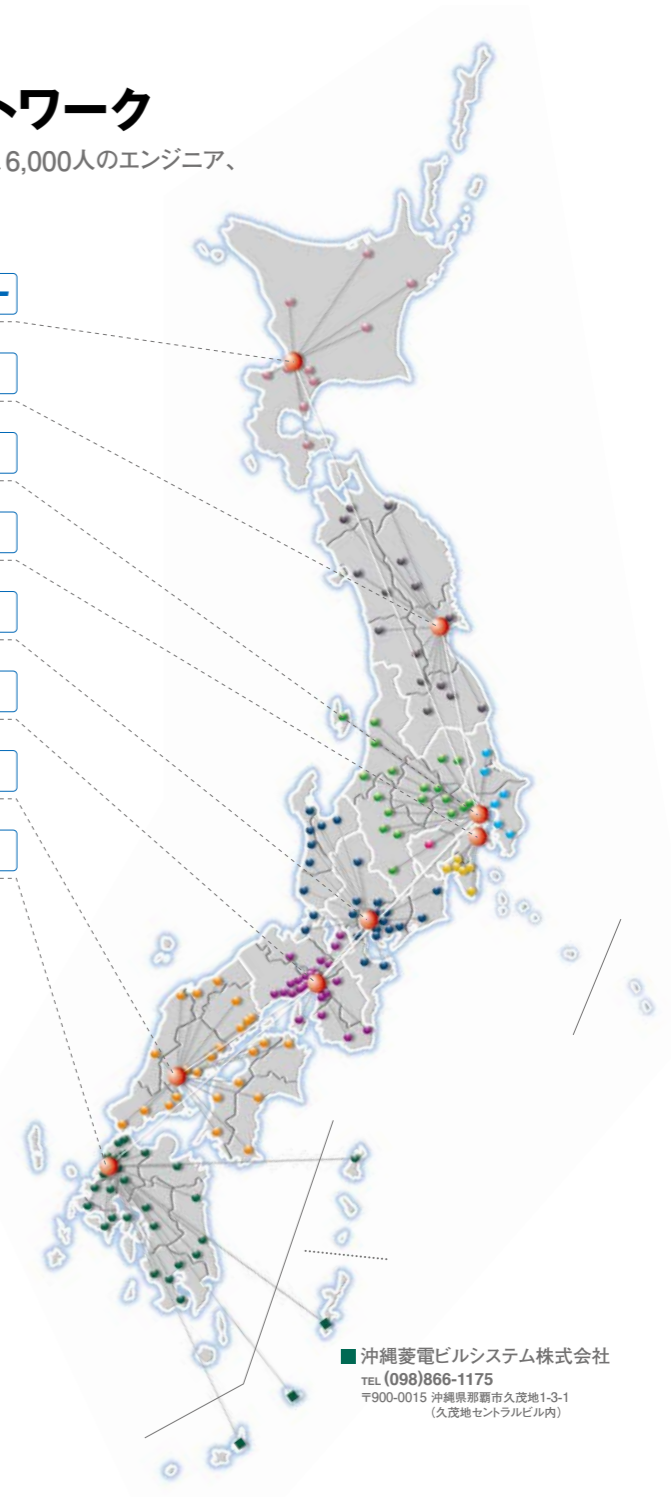 トワーク
6,000人のエンジニア、
ー
■ 沖縄菱電ビルシステム株式会社
TEL (098)866-1175
〒900-0015 沖縄県那覇市久茂地1-3-1
（久茂地セントラルビル内）